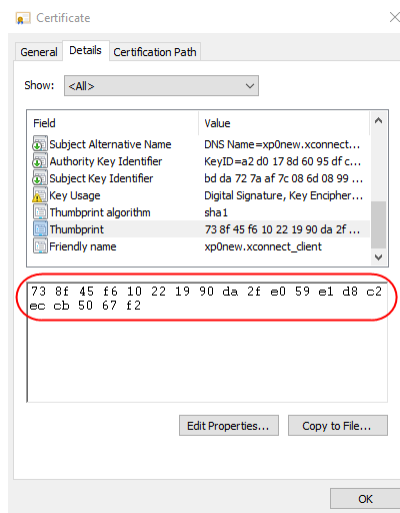 Certificate
General Details Certification Path
Show: <All>
Field Value
Subject Alternative Name DNS Name=xp0new.xconnect...
Authority Key Identifier KeyID=a2 d0 17 8d 60 95 df c...
Subject Key Identifier bd da 72 7a af 7c 08 6d 08 99 ...
Key Usage Digital Signature, Key Encipher...
Thumbprint algorithm sha1
Thumbprint 73 8f 45 f6 10 22 19 90 da 2f ...
Friendly name xp0new.xconnect_client
73 8f 45 f6 10 22 19 90 da 2f e0 59 e1 d8 c2
ec cb 50 67 f2
Edit Properties... Copy to File...
OK